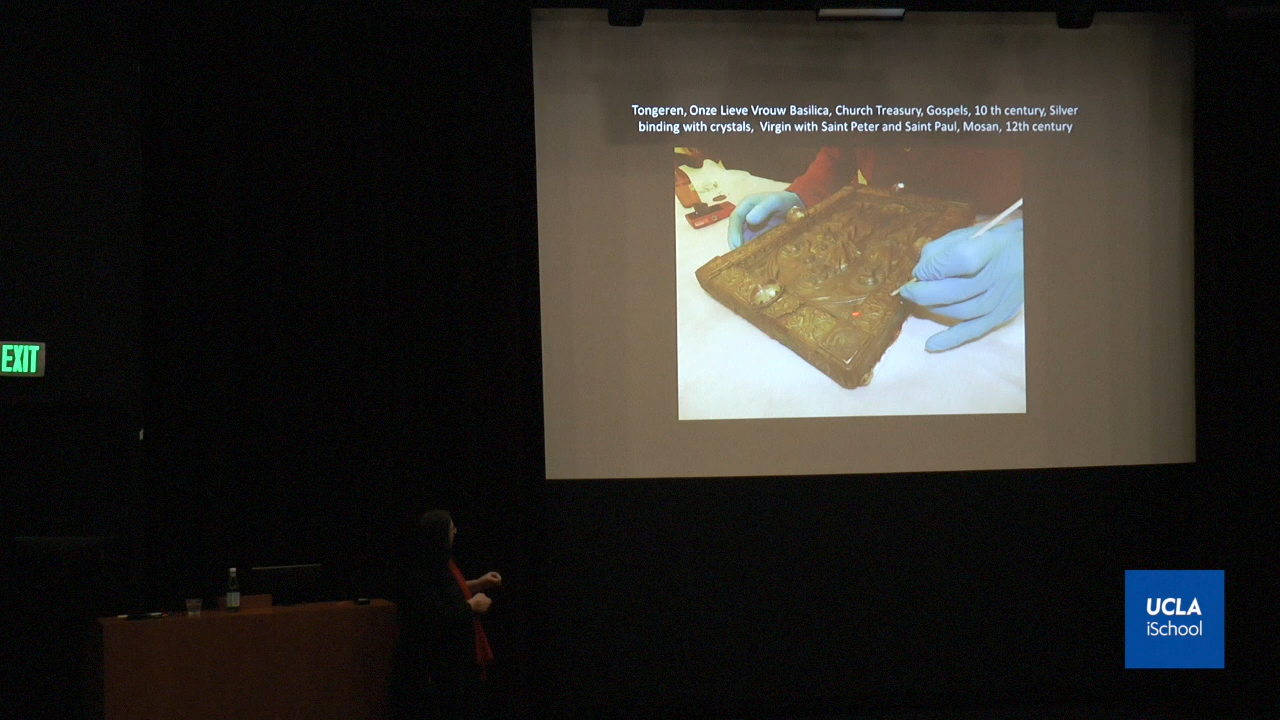 Tongeren, Onze Lieve Vrouw Basilica, Church Treasury, Gospels, 10 th century, Silver
binding with crystals,  Virgin with Saint Peter and Saint Paul, Mosan, 12th century
EXIT
UCLA
iSchool